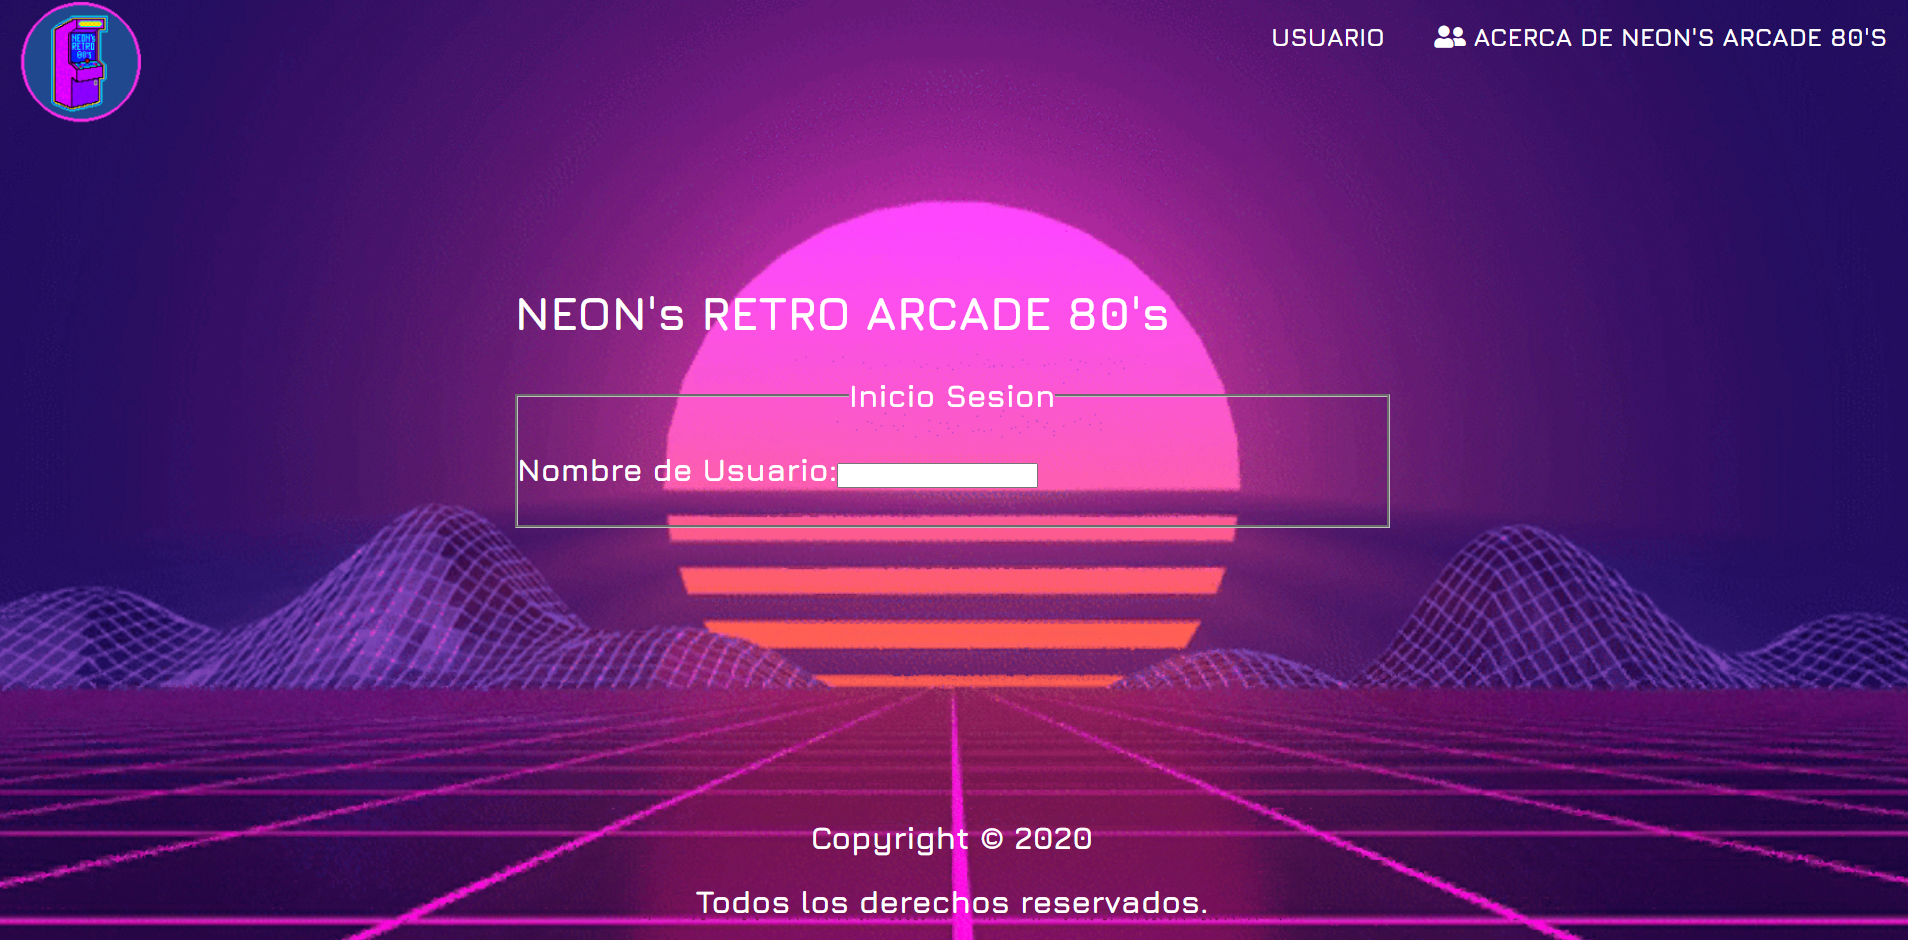 NEON's
RETRO
80's
USUARIO
ACERCA DE NEON'S ARCADE 80'S
NEON's RETRO ARCADE 80's
Inicio Sesion
Nombre de Usuario:
Copyright © 2020
Todos los derechos reservados.